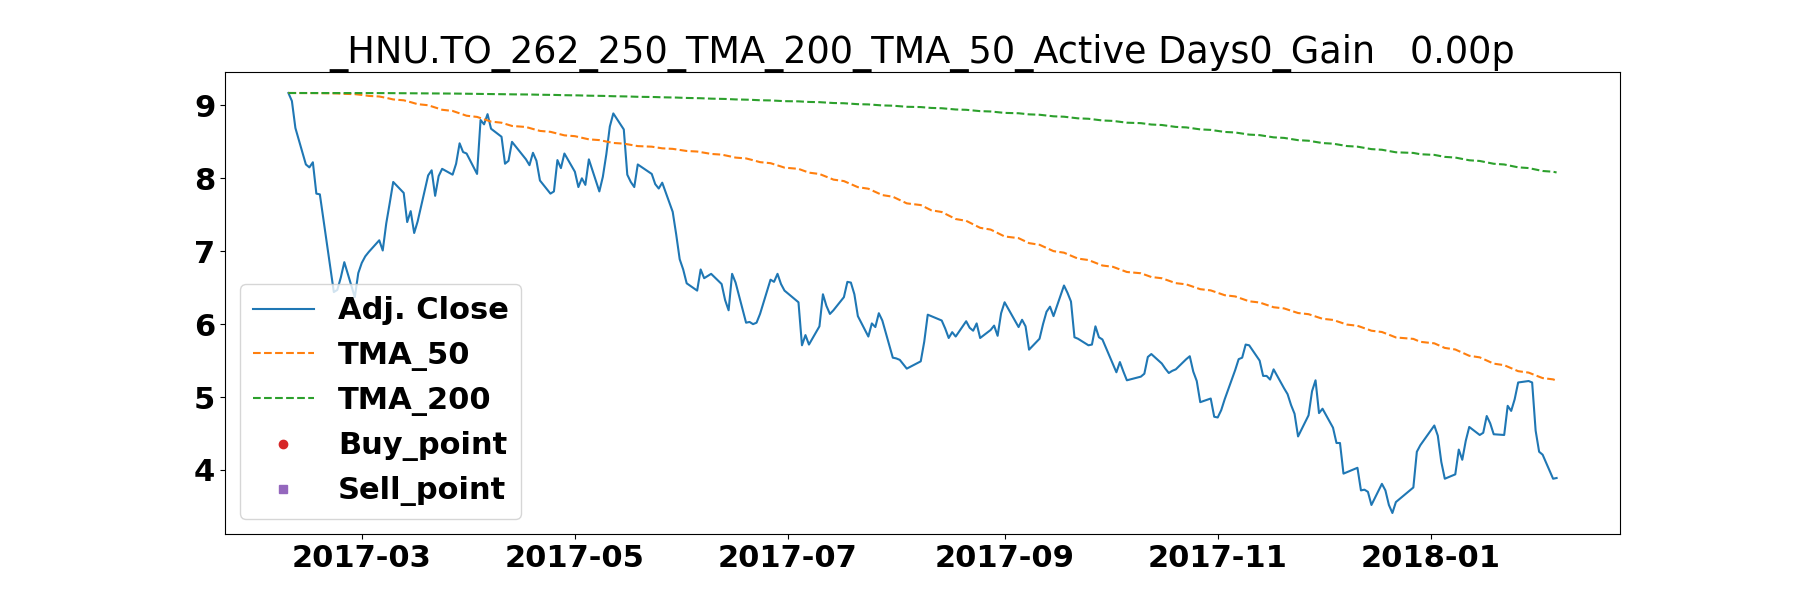 _HNU.TO_262_250_TMA_200_TMA_50_Active Days0_Gain   0.00p
9
8
7
6
5
4
Adj. Close
TMA_50
TMA_200
Buy_point
Sell_point
2017-03 2017-05 2017-07 2017-09 2017-11 2018-01